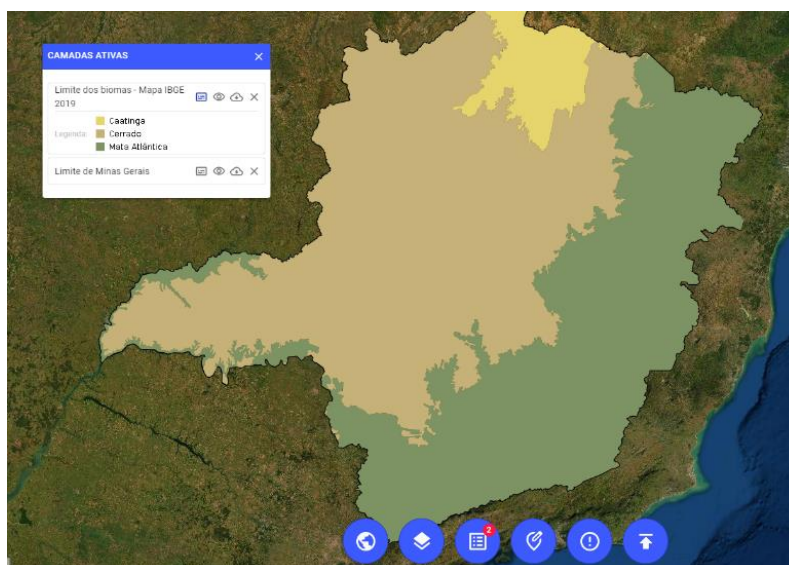 CAMADAS ATIVAS
Limite dos biomas - Mapa IBGE
2019
Caatinga
Legenda:
Cerrado
Mata Atlântica
Limite de Minas Gerais
2